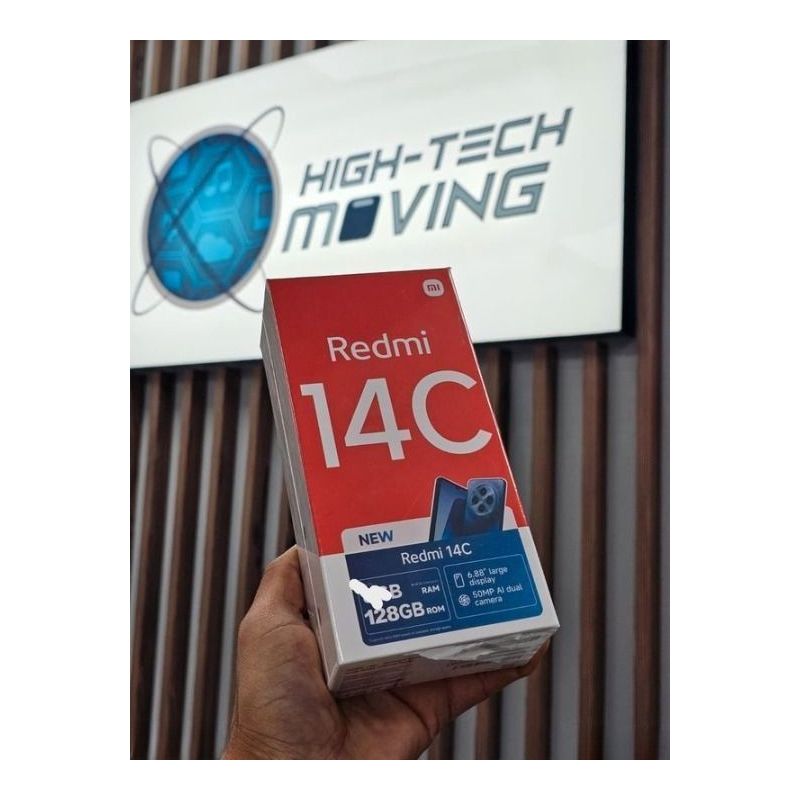 HIGH-TECH
MOVING
mi
Redmi
14C
NEW
Redmi 14C
RAM
128GB ROM
6.88" large
display
50MP AI dual
camera